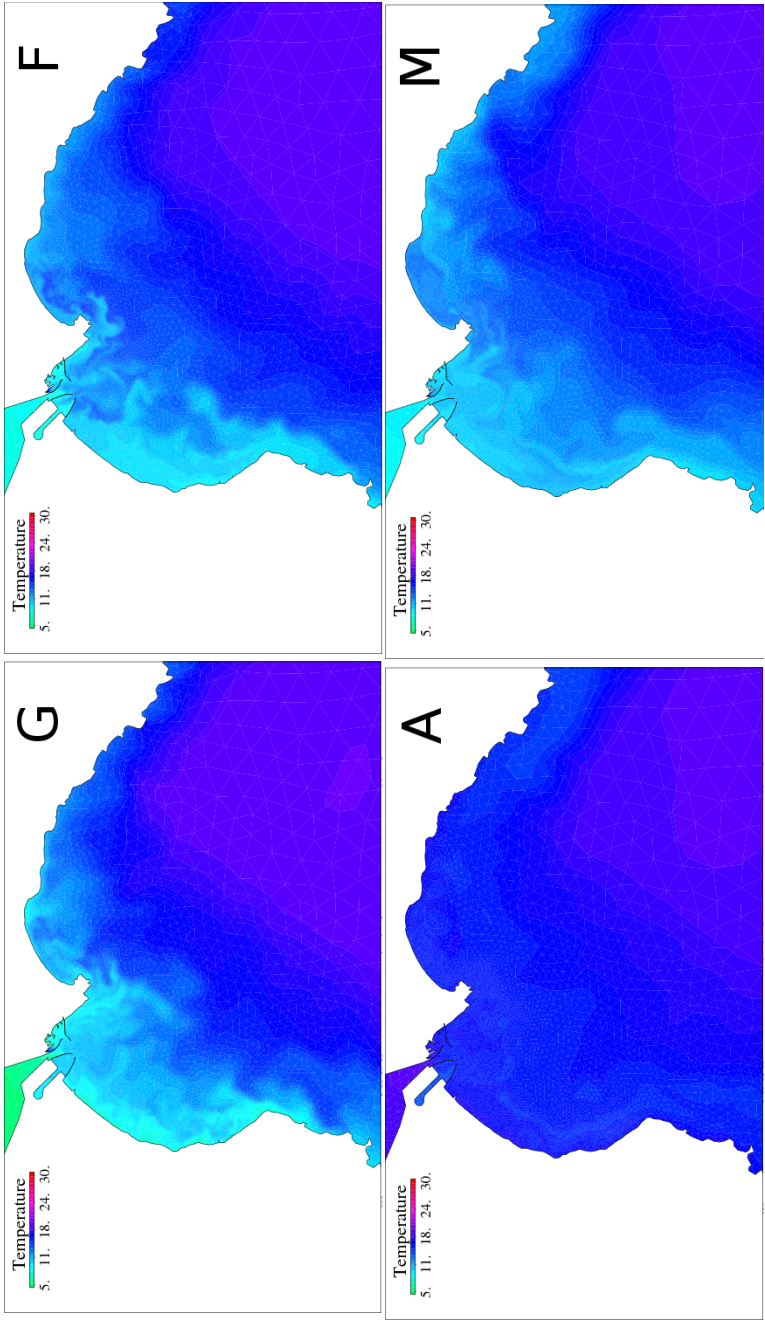 Temperature
5. 11. 18. 24. 30.
G
Temperature
5. 11. 18. 24. 30.
F
Temperature
5. 11. 18. 24. 30.
A
Temperature
5. 11. 18. 24. 30.
M